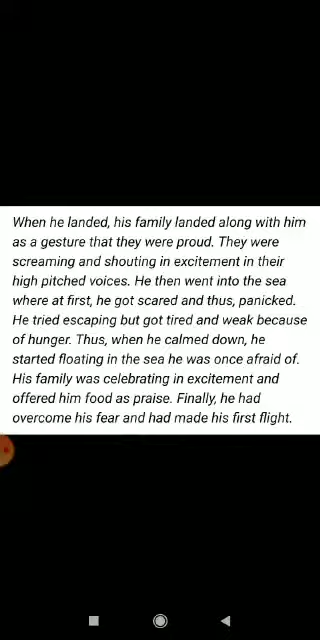 When he landed, his family landed along with him
as a gesture that they were proud. They were
screaming and shouting in excitement in their
high pitched voices. He then went into the sea
where at first, he got scared and thus, panicked.
He tried escaping but got tired and weak because
of hunger. Thus, when he calmed down, he
started floating in the sea he was once afraid of.
His family was celebrating in excitement and
offered him food as praise. Finally, he had
overcome his fear and had made his first flight.